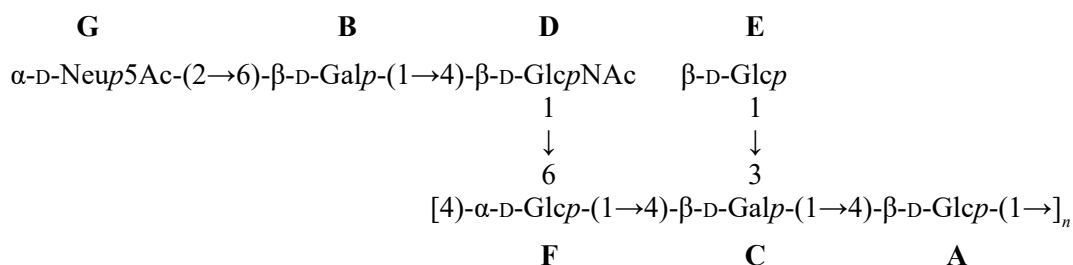 G B D E
α-D-Neup5Ac-(2→6)-β-D-Galp-(1→4)-β-D-GlcpNAc β-D-Glcp
1 1
↓ ↓
6 3
[4)-α-D-Glcp-(1→4)-β-D-Galp-(1→4)-β-D-Glcp-(1→]n
F C A